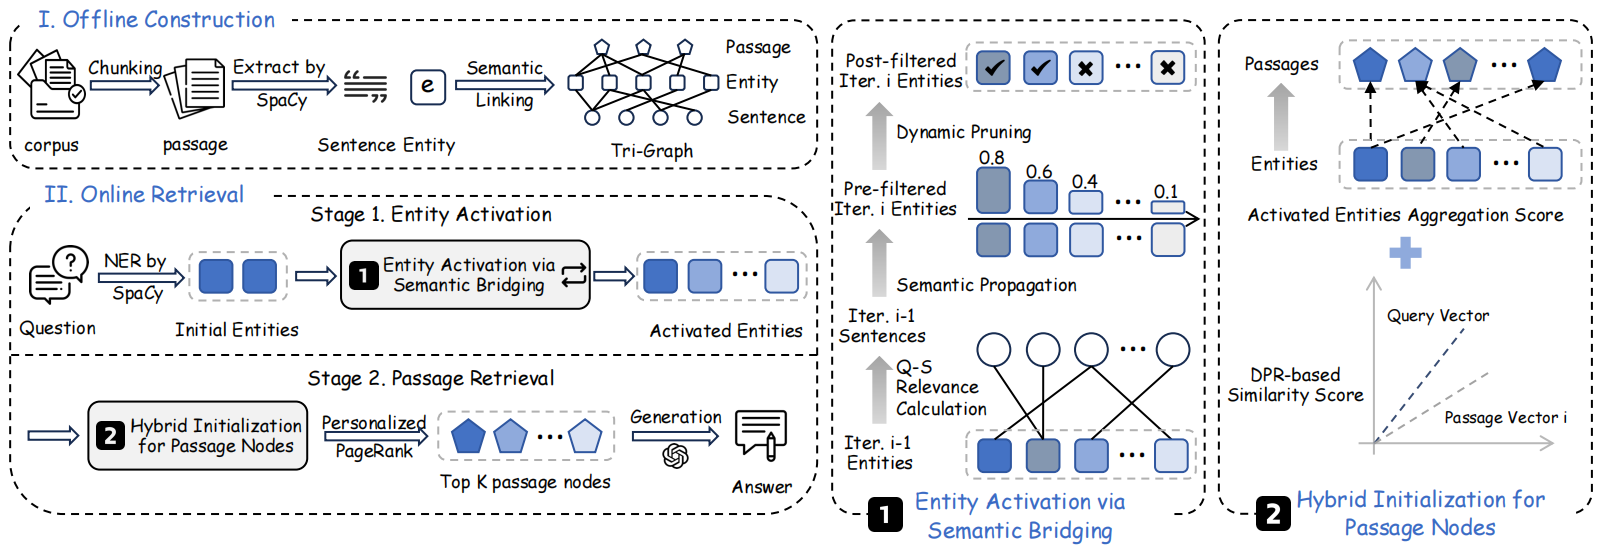 I. Offline Construction
Chunking
Extract by
SpaCy
e
Semantic
Linking
Passage
Entity
Sentence
corpus
passage
Sentence Entity
Tri-Graph
II. Online Retrieval
Stage 1. Entity Activation
Question
NER by
SpaCy
Initial Entities
1
Entity Activation via
Semantic Bridging
Activated Entities
Stage 2. Passage Retrieval
2
Hybrid Initialization
for Passage Nodes
Personalized
PageRank
Top K passage nodes
Generation
Answer
Post-filtered
Iter. i Entities
Dynamic Pruning
0.8
0.6
0.4
0.1
Pre-filtered
Iter. i Entities
Semantic Propagation
Iter. i-1
Sentences
Q-S
Relevance
Calculation
Iter. i-1
Entities
1
Entity Activation via
Semantic Bridging
Passages
Entities
Activated Entities Aggregation Score
Query Vector
DPR-based
Similarity Score
Passage Vector i
2
Hybrid Initialization for
Passage Nodes